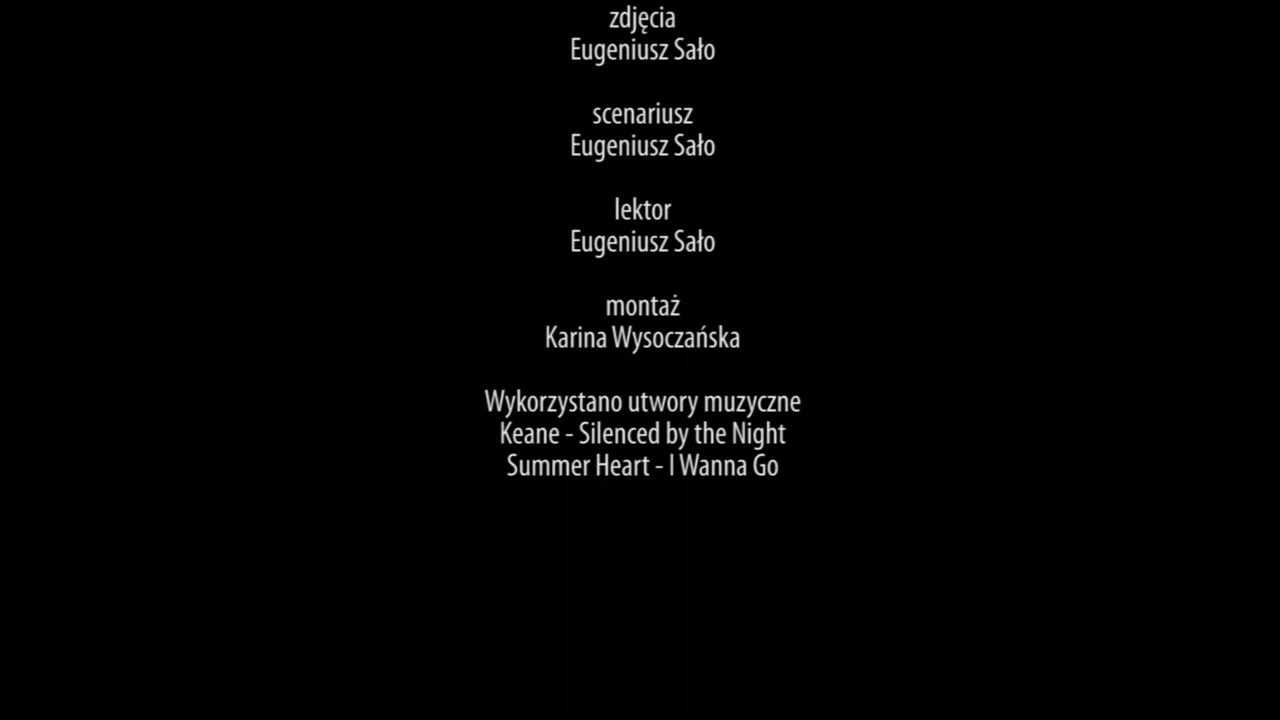 zdjęcia
Eugeniusz Sało
scenariusz
Eugeniusz Sało
lektor
Eugeniusz Sało
montaż
Karina Wysoczańska
Wykorzystano utwory muzyczne
Keane - Silenced by the Night
Summer Heart - I Wanna Go